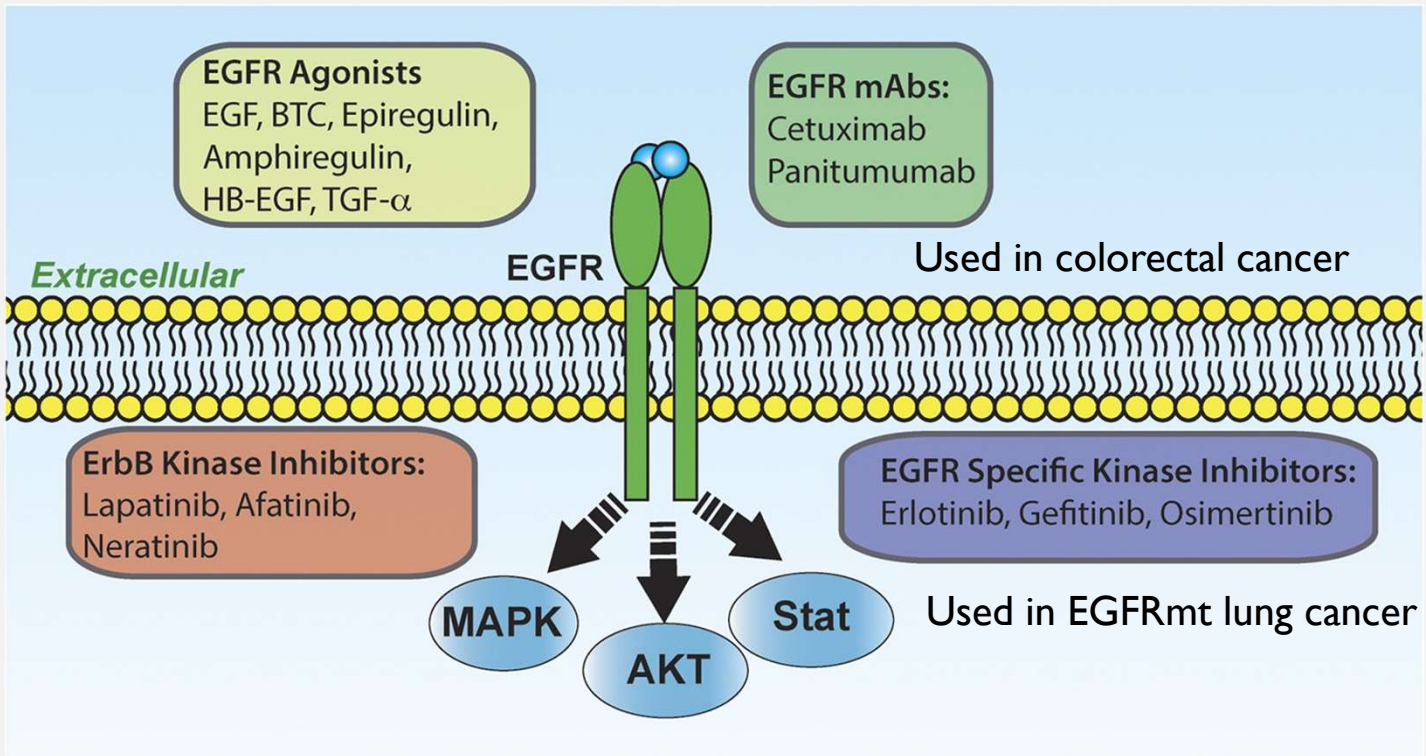 EGFR Agonists
EGF, BTC, Epiregulin,
Amphiregulin,
HB-EGF, TGF-α
EGFR mAbs:
Cetuximab
Panitumumab
Used in colorectal cancer
Extracellular
EGFR
ErbB Kinase Inhibitors:
Lapatinib, Afatinib,
Neratinib
EGFR Specific Kinase Inhibitors:
Erlotinib, Gefitinib, Osimertinib
Used in EGFRmt lung cancer
MAPK
AKT
Stat